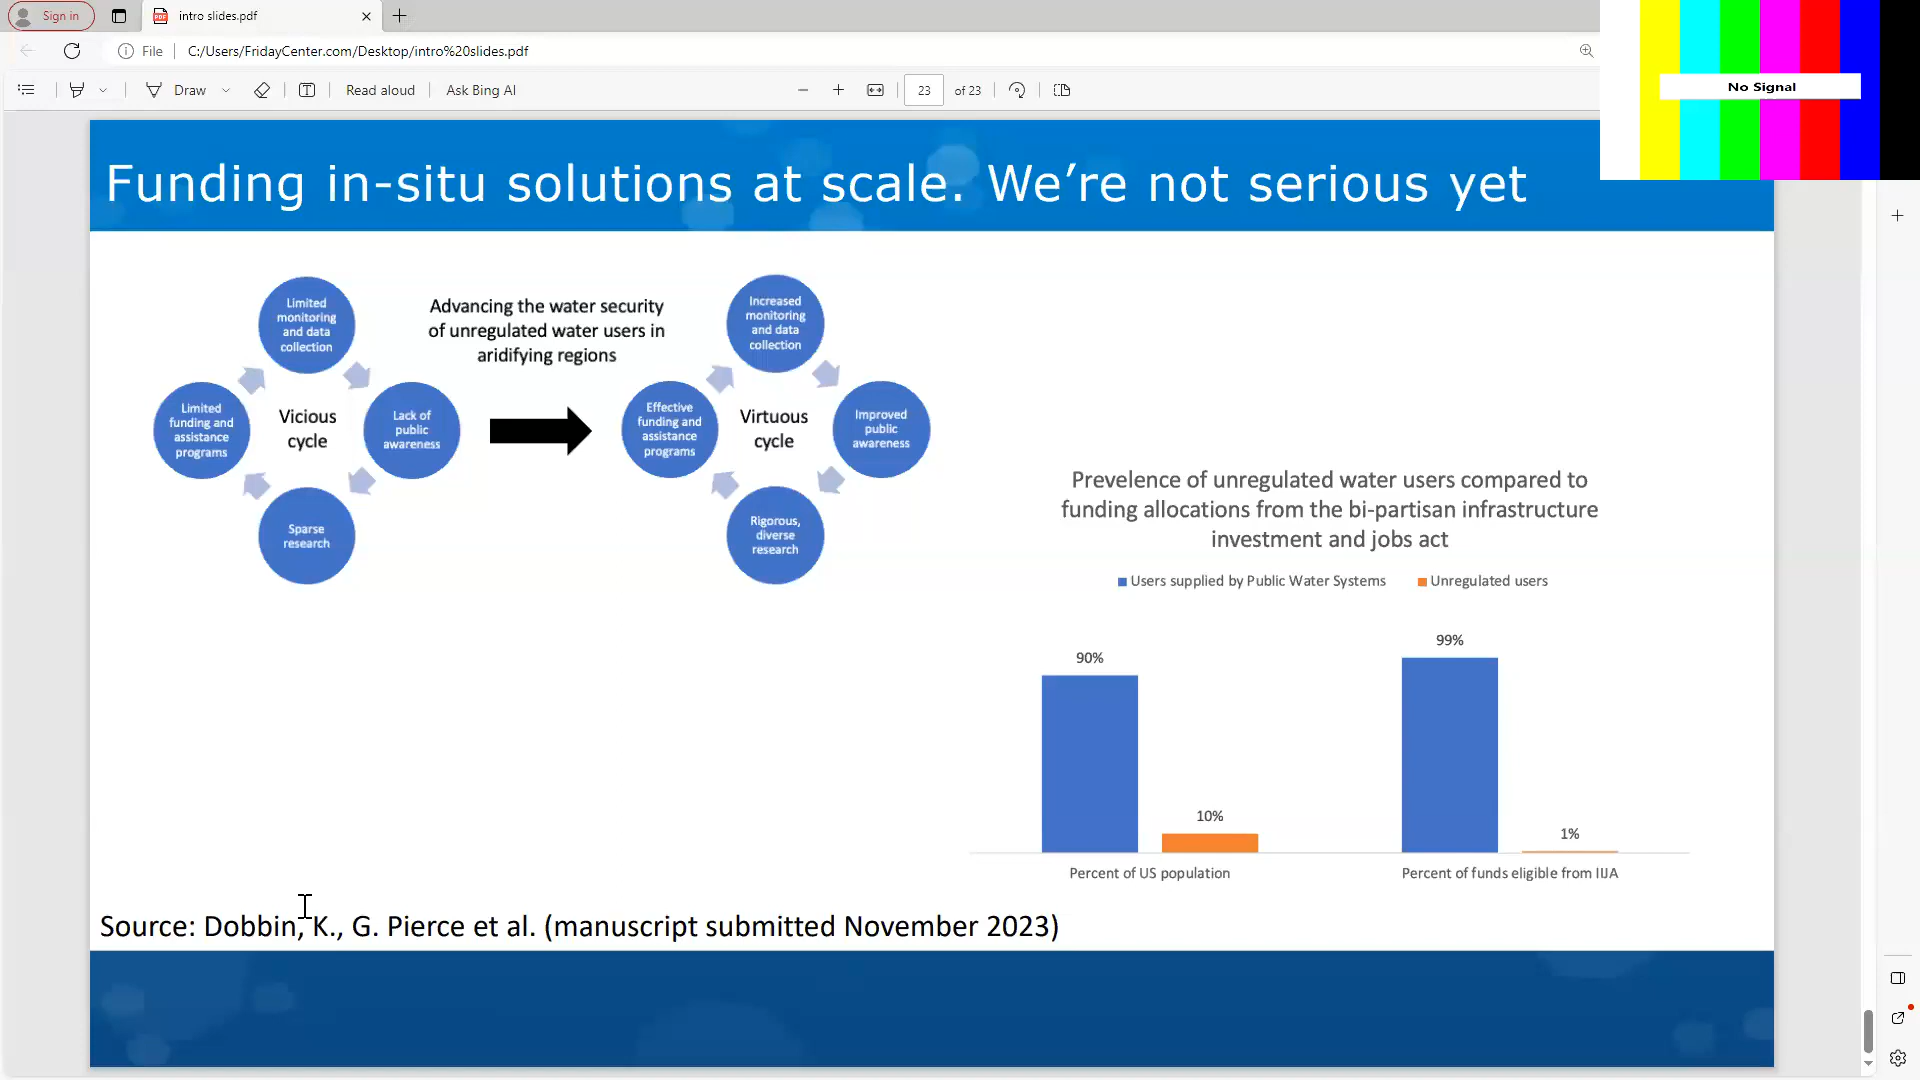 Sign in
intro slides.pdf
File
C:/Users/FridayCenter.com/Desktop/intro%20slides.pdf
Draw
Read aloud
Ask Bing AI
23
of 23
No Signal
Funding in-situ solutions at scale. We’re not serious yet
Limited
monitoring
and data
collection
Lack of
public
awareness
Sparse
research
Limited
funding and
assistance
programs
Vicious
cycle
Advancing the water security
of unregulated water users in
aridifying regions
Increased
monitoring
and data
collection
Improved
public
awareness
Rigorous,
diverse
research
Effective
funding and
assistance
programs
Virtuous
cycle
Prevelence of unregulated water users compared to
funding allocations from the bi-partisan infrastructure
investment and jobs act
Users supplied by Public Water Systems
Unregulated users
90%
10%
99%
1%
Percent of US population
Percent of funds eligible from IIJA
Source: Dobbin, K., G. Pierce et al. (manuscript submitted November 2023)